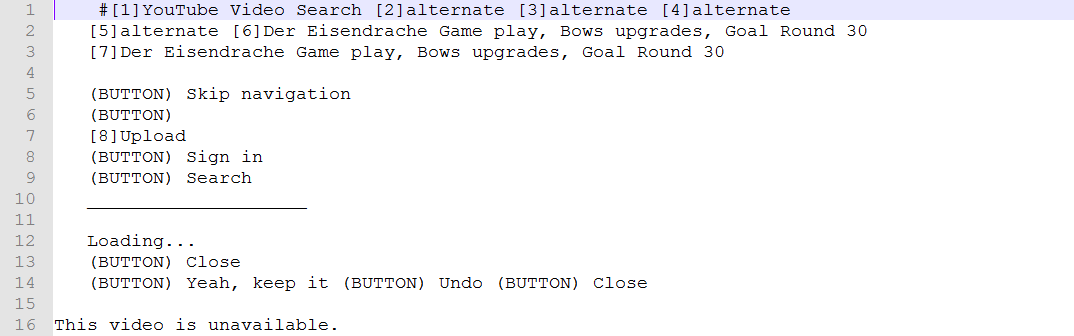 1 #[1]YouTube Video Search [2]alternate [3]alternate [4]alternate
2 [5]alternate [6]Der Eisendrache Game play, Bows upgrades, Goal Round 30
3 [7]Der Eisendrache Game play, Bows upgrades, Goal Round 30
4
5 (BUTTON) Skip navigation
6 (BUTTON)
7 [8]Upload
8 (BUTTON) Sign in
9 (BUTTON) Search
10 ____________________
11
12 Loading...
13 (BUTTON) Close
14 (BUTTON) Yeah, keep it (BUTTON) Undo (BUTTON) Close
15
16 This video is unavailable.